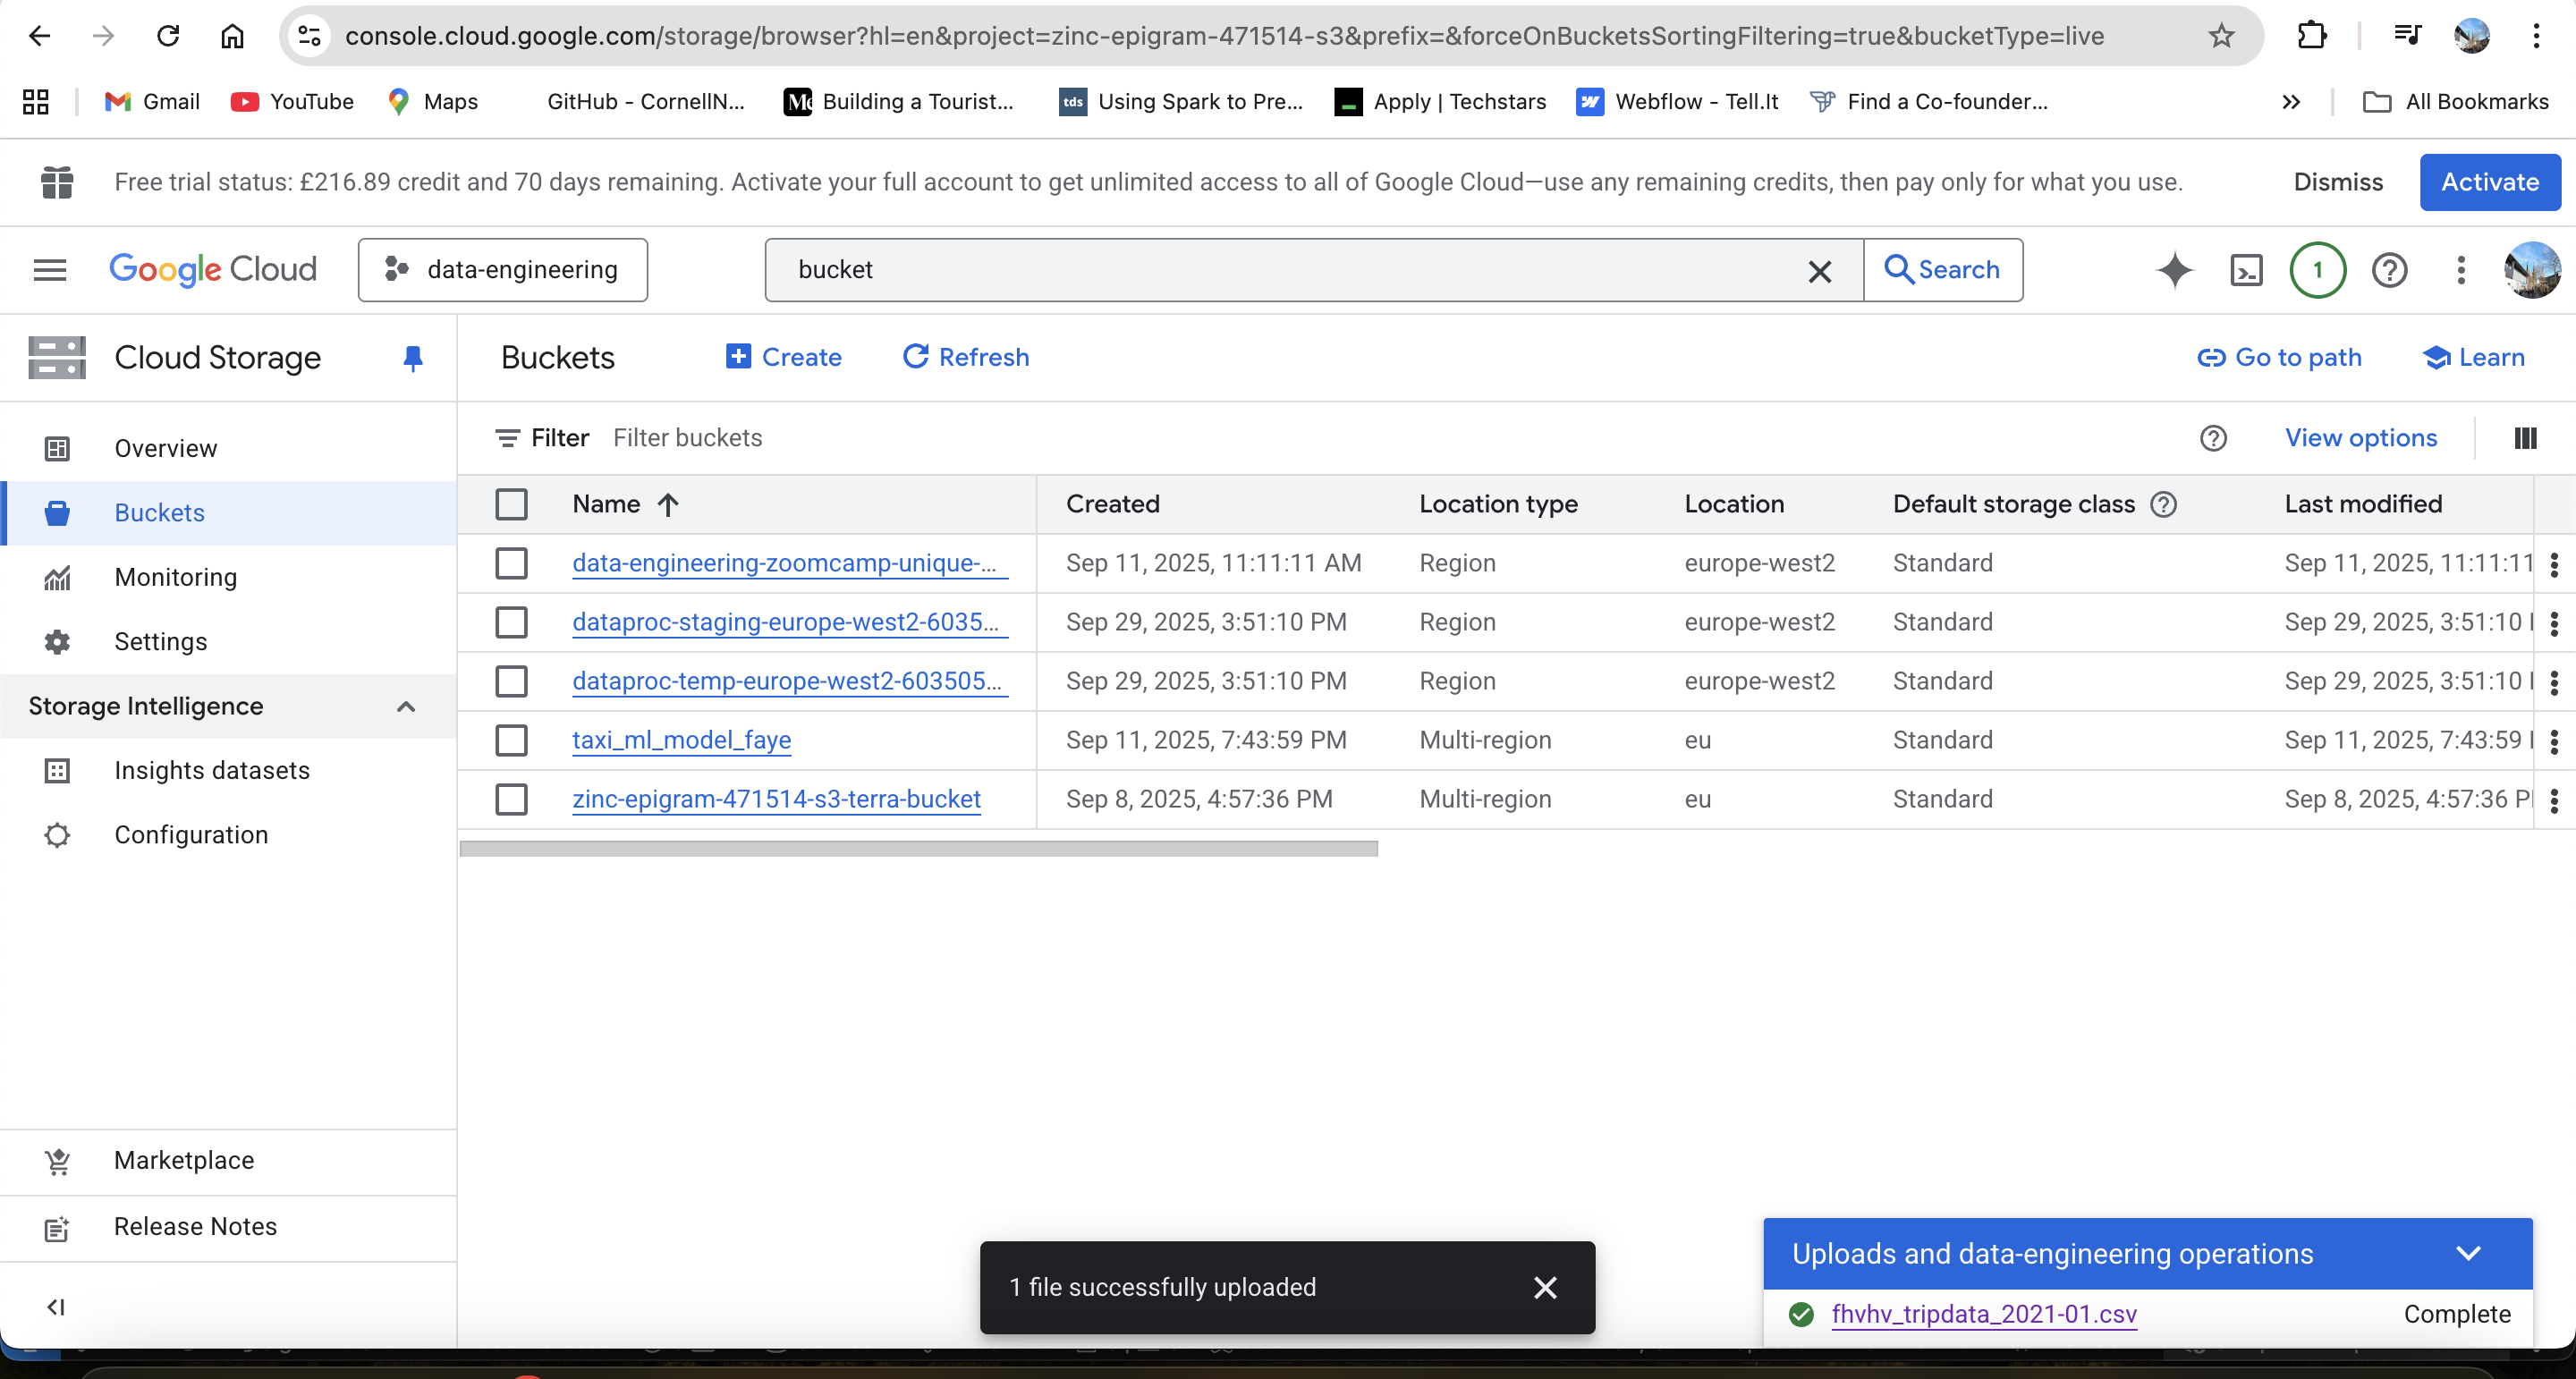 console.cloud.google.com/storage/browser?hl=en&project=zinc-epigram-471514-s3&prefix=&forceOnBucketsSortingFiltering=true&bucketType=live
Gmail YouTube Maps GitHub - CornellN... Me Building a Tourist... tds Using Spark to Pre... Apply | Techstars Webflow - Tell.It Find a Co-founder... All Bookmarks
Free trial status: £216.89 credit and 70 days remaining. Activate your full account to get unlimited access to all of Google Cloud—use any remaining credits, then pay only for what you use. Dismiss Activate
Google Cloud data-engineering bucket Search 1
Cloud Storage
Buckets Create Refresh Go to path Learn
Overview
Buckets
Monitoring
Settings
Storage Intelligence
Insights datasets
Configuration
Marketplace
Release Notes
Filter Filter buckets View options
Name Created Location type Location Default storage class Last modified
data-engineering-zoomcamp-unique-... Sep 11, 2025, 11:11:11 AM Region europe-west2 Standard Sep 11, 2025, 11:11:11
dataproc-staging-europe-west2-6035... Sep 29, 2025, 3:51:10 PM Region europe-west2 Standard Sep 29, 2025, 3:51:10
dataproc-temp-europe-west2-603505... Sep 29, 2025, 3:51:10 PM Region europe-west2 Standard Sep 29, 2025, 3:51:10
taxi_ml_model_faye Sep 11, 2025, 7:43:59 PM Multi-region eu Standard Sep 11, 2025, 7:43:59
zinc-epigram-471514-s3-terra-bucket Sep 8, 2025, 4:57:36 PM Multi-region eu Standard Sep 8, 2025, 4:57:36 P
1 file successfully uploaded
Uploads and data-engineering operations
fhvhv_tripdata_2021-01.csv Complete